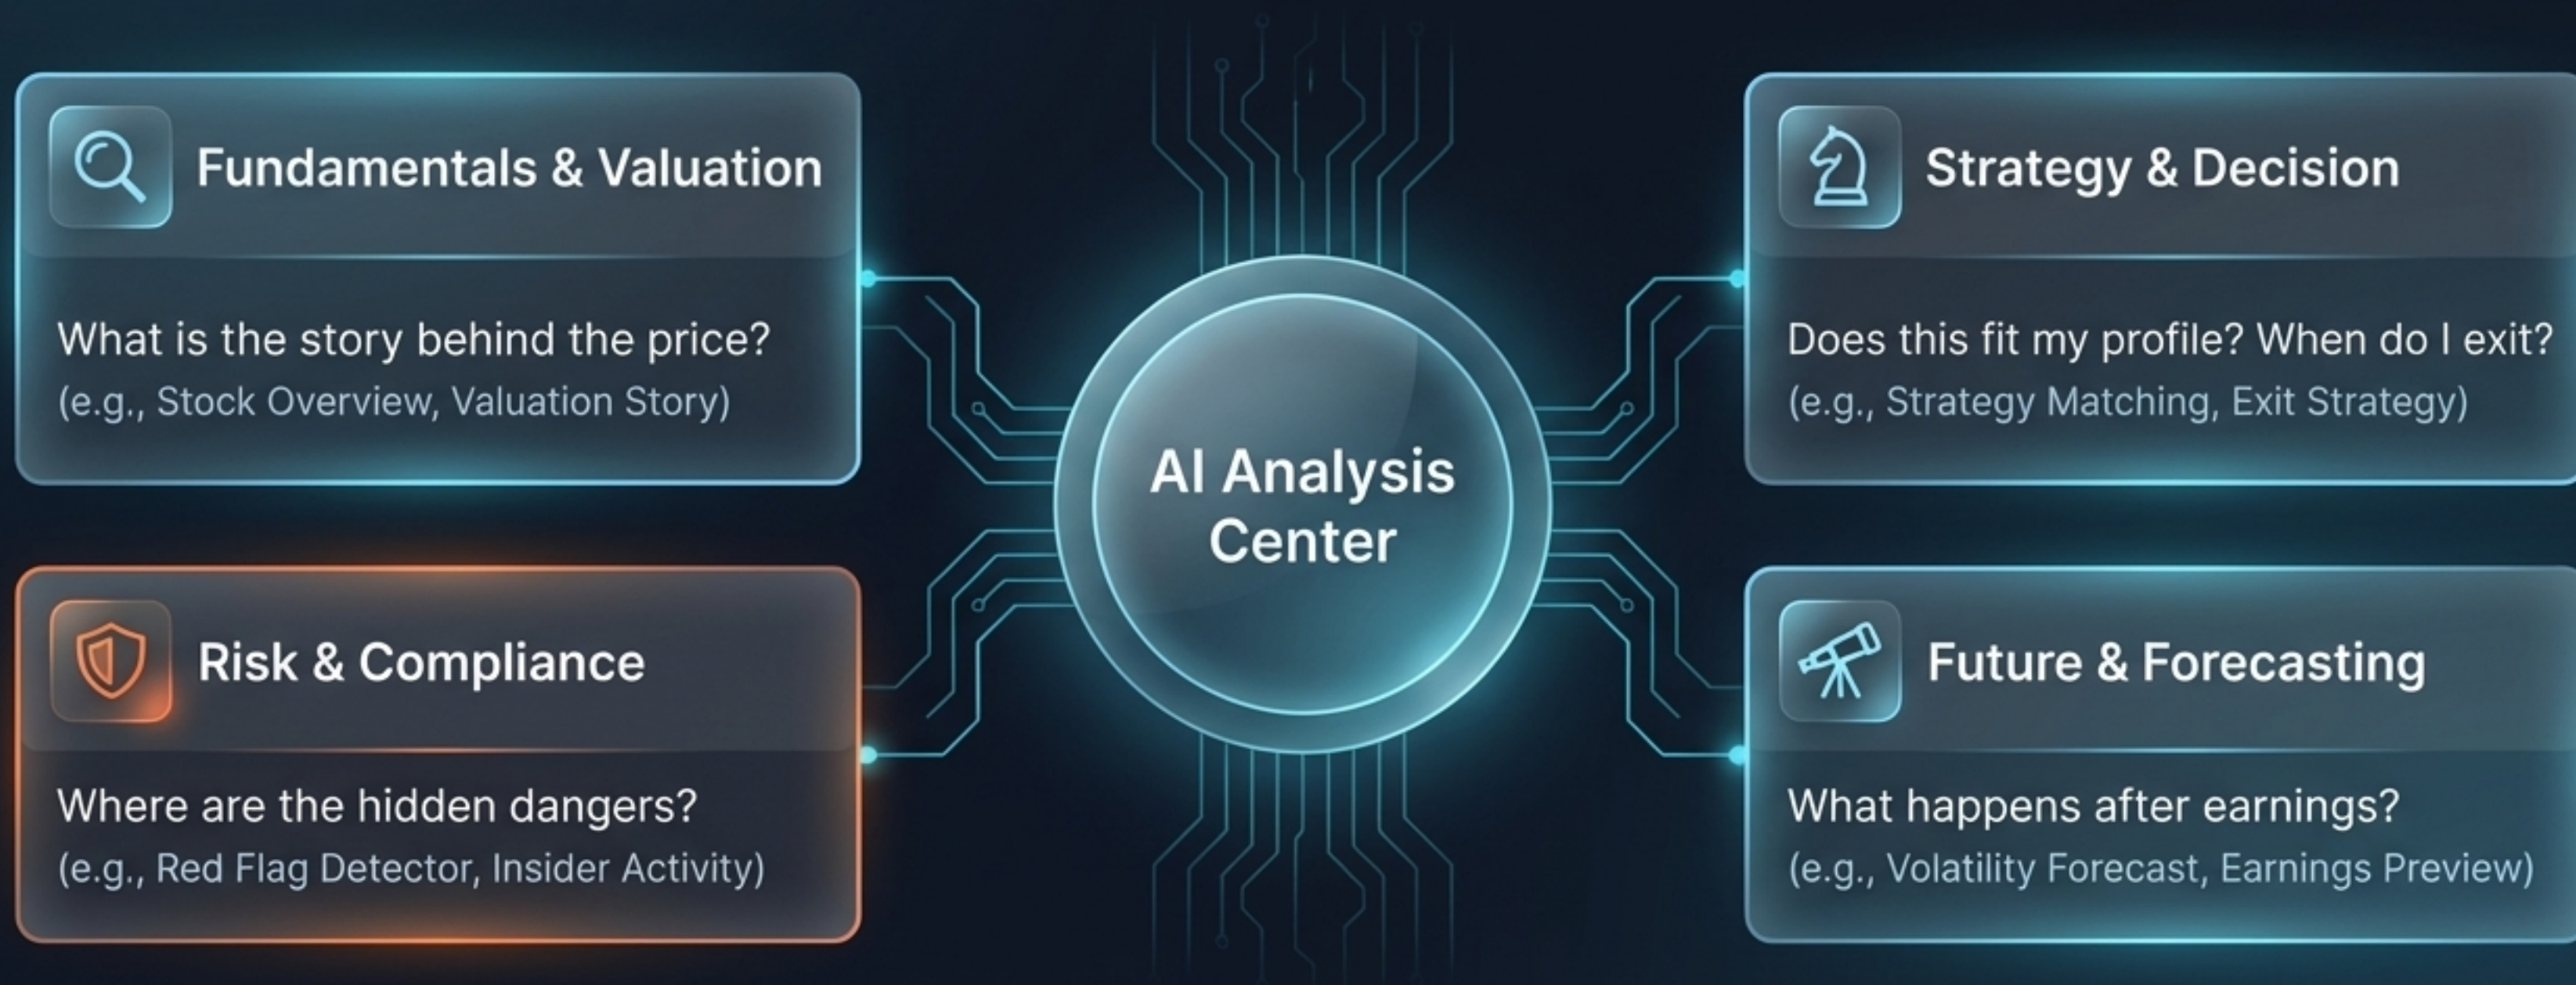 Fundamentals & Valuation
What is the story behind the price?
(e.g., Stock Overview, Valuation Story)
Risk & Compliance
Where are the hidden dangers?
(e.g., Red Flag Detector, Insider Activity)
AI Analysis
Center
Strategy & Decision
Does this fit my profile? When do I exit?
(e.g., Strategy Matching, Exit Strategy)
Future & Forecasting
What happens after earnings?
(e.g., Volatility Forecast, Earnings Preview)